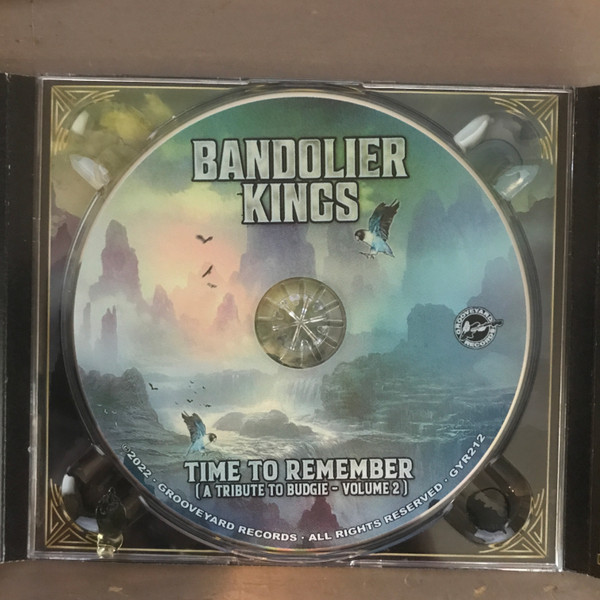 BANDOLIER
KINGS
GROOVEYARD
RECORDS
TIME TO REMEMBER
( A TRIBUTE TO BUDGIE - VOLUME 2 )
©2022 · GROOVEYARD RECORDS · ALL RIGHTS RESERVED · GYR212